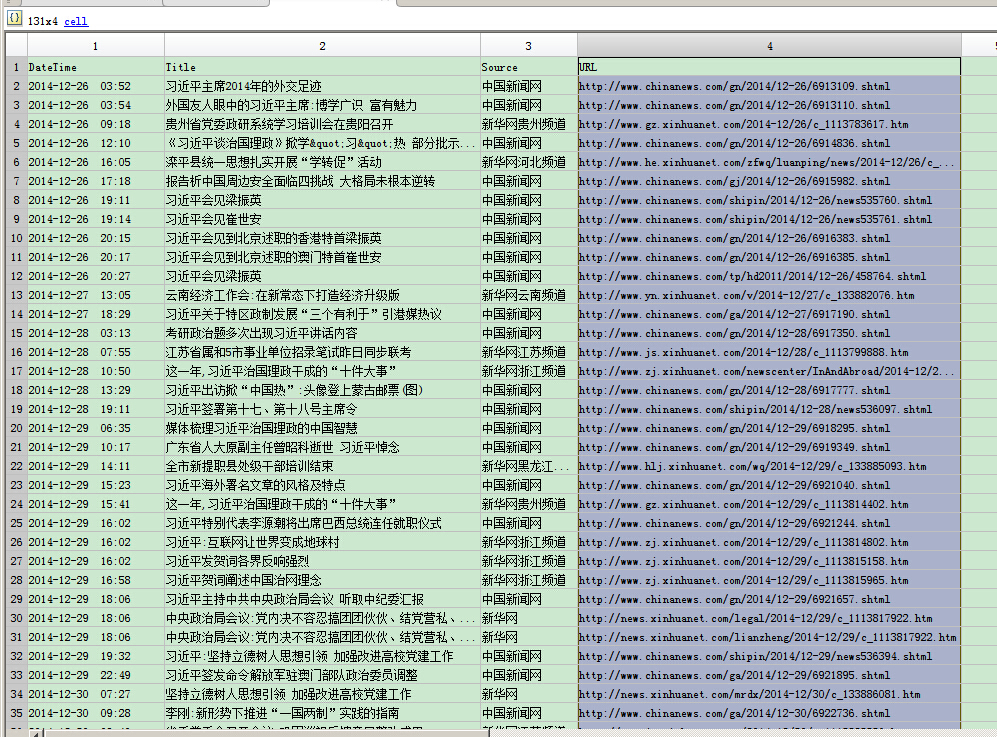 {} 131x4 cell
1 2 3 4
1 DateTime Title Source URL
2 2014-12-26 03:52 习近平主席2014年的外交足迹 中国新闻网 http://www.chinanews.com/gn/2014/12-26/6913109.shtml
3 2014-12-26 03:54 外国友人眼中的习近平主席:博学广识 富有魅力 中国新闻网 http://www.chinanews.com/gn/2014/12-26/6913110.shtml
4 2014-12-26 09:18 贵州省党委政研系统学习培训会在贵阳召开 新华网贵州频道 http://www.gz.xinhuanet.com/2014-12/26/c_1113783617.htm
5 2014-12-26 12:10 《习近平谈治国理政》掀学&quot;习&quot;热 部分批示... 中国新闻网 http://www.chinanews.com/gn/2014/12-26/6914836.shtml
6 2014-12-26 16:05 滦平县统一思想扎实开展“学转促”活动 新华网河北频道 http://www.he.xinhuanet.com/zfwq/luanping/news/2014-12/26/c_...
7 2014-12-26 17:18 报告析中国周边安全面临四挑战 大格局未根本逆转 中国新闻网 http://www.chinanews.com/gj/2014/12-26/6915982.shtml
8 2014-12-26 19:11 习近平会见梁振英 中国新闻网 http://www.chinanews.com/shipin/2014/12-26/news535760.shtml
9 2014-12-26 19:14 习近平会见崔世安 中国新闻网 http://www.chinanews.com/shipin/2014/12-26/news535761.shtml
10 2014-12-26 20:15 习近平会见到北京述职的香港特首梁振英 中国新闻网 http://www.chinanews.com/gn/2014/12-26/6916383.shtml
11 2014-12-26 20:17 习近平会见到北京述职的澳门特首崔世安 中国新闻网 http://www.chinanews.com/gn/2014/12-26/6916385.shtml
12 2014-12-26 20:27 习近平会见梁振英 中国新闻网 http://www.chinanews.com/tp/hd2011/2014/12-26/458764.shtml
13 2014-12-27 13:05 云南经济工作会:在新常态下打造经济升级版 新华网云南频道 http://www.yn.xinhuanet.com/v/2014-12/27/c_133882076.htm
14 2014-12-27 18:29 习近平关于特区政制发展“三个有利于”引港媒热议 中国新闻网 http://www.chinanews.com/ga/2014/12-27/6917190.shtml
15 2014-12-28 03:13 考研政治题多次出现习近平讲话内容 中国新闻网 http://www.chinanews.com/gn/2014/12-28/6917350.shtml
16 2014-12-28 07:55 江苏省属和5市事业单位招录笔试昨日同步联考 新华网江苏频道 http://www.js.xinhuanet.com/2014-12/28/c_1113799888.htm
17 2014-12-28 10:50 这一年,习近平治国理政干成的“十件大事” 新华网浙江频道 http://www.zj.xinhuanet.com/newscenter/InAndAbroad/2014-12/2...
18 2014-12-28 13:29 习近平出访掀“中国热”:头像登上蒙古邮票(图) 中国新闻网 http://www.chinanews.com/gn/2014/12-28/6917777.shtml
19 2014-12-28 19:11 习近平签署第十七、第十八号主席令 中国新闻网 http://www.chinanews.com/shipin/2014/12-28/news536097.shtml
20 2014-12-29 06:35 媒体梳理习近平治国理政的中国智慧 中国新闻网 http://www.chinanews.com/gn/2014/12-29/6918295.shtml
21 2014-12-29 10:17 广东省人大原副主任曾昭科逝世 习近平悼念 中国新闻网 http://www.chinanews.com/gn/2014/12-29/6919349.shtml
22 2014-12-29 14:11 全市新提职县处级干部培训结束 新华网黑龙江... http://www.hlj.xinhuanet.com/wq/2014-12/29/c_133885093.htm
23 2014-12-29 15:23 习近平海外署名文章的风格及特点 中国新闻网 http://www.chinanews.com/gn/2014/12-29/6921040.shtml
24 2014-12-29 15:41 这一年,习近平治国理政干成的“十件大事” 新华网贵州频道 http://www.gz.xinhuanet.com/2014-12/29/c_1113814402.htm
25 2014-12-29 16:02 习近平特别代表李源潮将出席巴西总统连任就职仪式 中国新闻网 http://www.chinanews.com/gn/2014/12-29/6921244.shtml
26 2014-12-29 16:02 习近平:互联网让世界变成地球村 新华网浙江频道 http://www.zj.xinhuanet.com/2014-12/29/c_1113814802.htm
27 2014-12-29 16:02 习近平发贺词各界反响强烈 新华网浙江频道 http://www.zj.xinhuanet.com/2014-12/29/c_1113815158.htm
28 2014-12-29 16:58 习近平贺词阐述中国治网理念 新华网浙江频道 http://www.zj.xinhuanet.com/2014-12/29/c_1113815965.htm
29 2014-12-29 18:06 习近平主持中共中央政治局会议 听取中纪委汇报 中国新闻网 http://www.chinanews.com/gn/2014/12-29/6921657.shtml
30 2014-12-29 18:06 中央政治局会议:党内决不容忍搞团团伙伙、结党营私、... 新华网 http://news.xinhuanet.com/legal/2014-12/29/c_1113817922.htm
31 2014-12-29 18:06 中央政治局会议:党内决不容忍搞团团伙伙、结党营私、... 新华网 http://news.xinhuanet.com/lianzheng/2014-12/29/c_1113817922.htm
32 2014-12-29 19:32 习近平:坚持立德树人思想引领 加强改进高校党建工作 中国新闻网 http://www.chinanews.com/shipin/2014/12-29/news536394.shtml
33 2014-12-29 22:49 习近平签发命令解放军驻澳门部队政治委员调整 中国新闻网 http://www.chinanews.com/ga/2014/12-29/6921895.shtml
34 2014-12-30 07:27 坚持立德树人思想引领 加强改进高校党建工作 新华网 http://news.xinhuanet.com/mrdx/2014-12/30/c_133886081.htm
35 2014-12-30 09:28 李刚:新形势下推进“一国两制”实践的指南 中国新闻网 http://www.chinanews.com/ga/2014/12-30/6922736.shtml